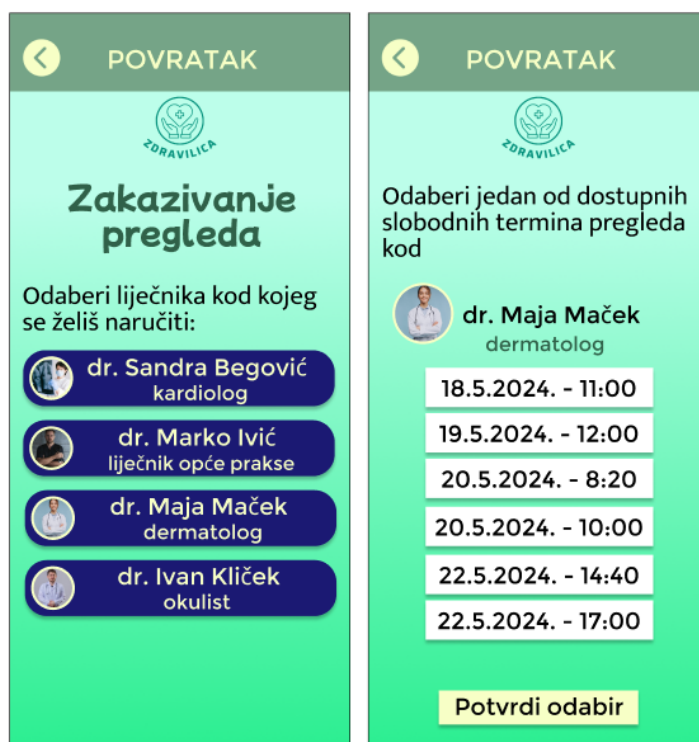 POVRATAK
ZDRAVILICA
Zakazivanje
pregleda
Odaberi liječnika kod kojeg
se želiš naručiti:
dr. Sandra Begović
kardiolog
dr. Marko Ivić
liječnik opće prakse
dr. Maja Maček
dermatolog
dr. Ivan Kliček
okulist
POVRATAK
ZDRAVILICA
Odaberi jedan od dostupnih
slobodnih termina pregleda
kod
dr. Maja Maček
dermatolog
18.5.2024. - 11:00
19.5.2024. - 12:00
20.5.2024. - 8:20
20.5.2024. - 10:00
22.5.2024. - 14:40
22.5.2024. - 17:00
Potvrdi odabir